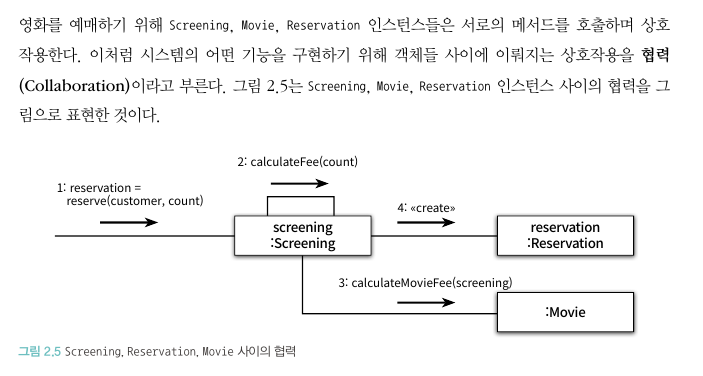 영화를 예매하기 위해 Screening, Movie, Reservation 인스턴스들은 서로의 메서드를 호출하며 상호
작용한다. 이처럼 시스템의 어떤 기능을 구현하기 위해 객체들 사이에 이뤄지는 상호작용을 협력
(Collaboration)이라고 부른다. 그림 2.5는 Screening, Movie, Reservation 인스턴스 사이의 협력을 그
림으로 표현한 것이다.
2: calculateFee(count)
1: reservation =
reserve(customer, count)
4: «create»
screening
:Screening
reservation
:Reservation
3: calculateMovieFee(screening)
:Movie
그림 2.5 Screening, Reservation, Movie 사이의 협력